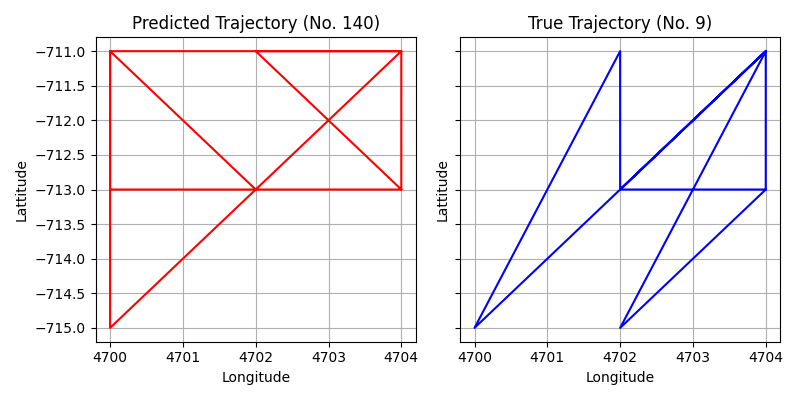 Predicted Trajectory (No. 140)
True Trajectory (No. 9)
Lattitude
−711.0
−711.5
−712.0
−712.5
−713.0
−713.5
−714.0
−714.5
−715.0
4700 4701 4702 4703 4704
Longitude
Lattitude
4700 4701 4702 4703 4704
Longitude